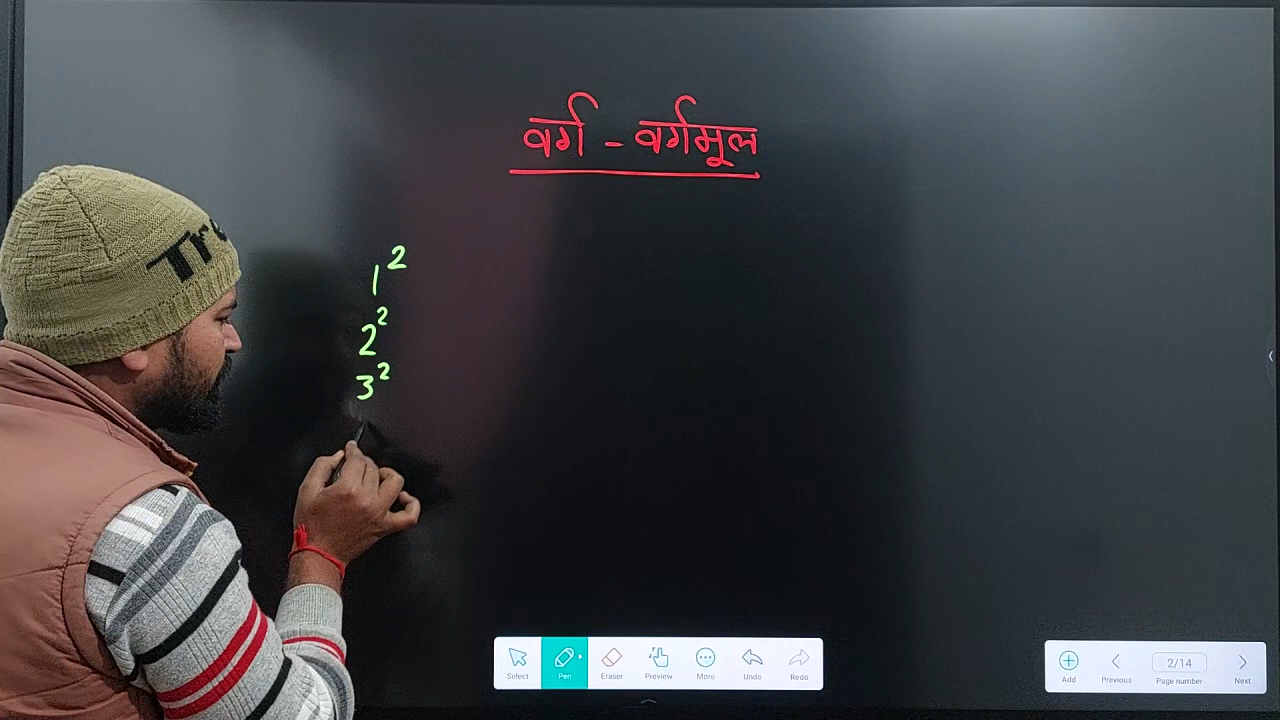 वर्ग - वर्गमूल
1²
2²
3²
Select Pen Eraser Preview More Undo Redo
Add Previous 2/14 Page number Next